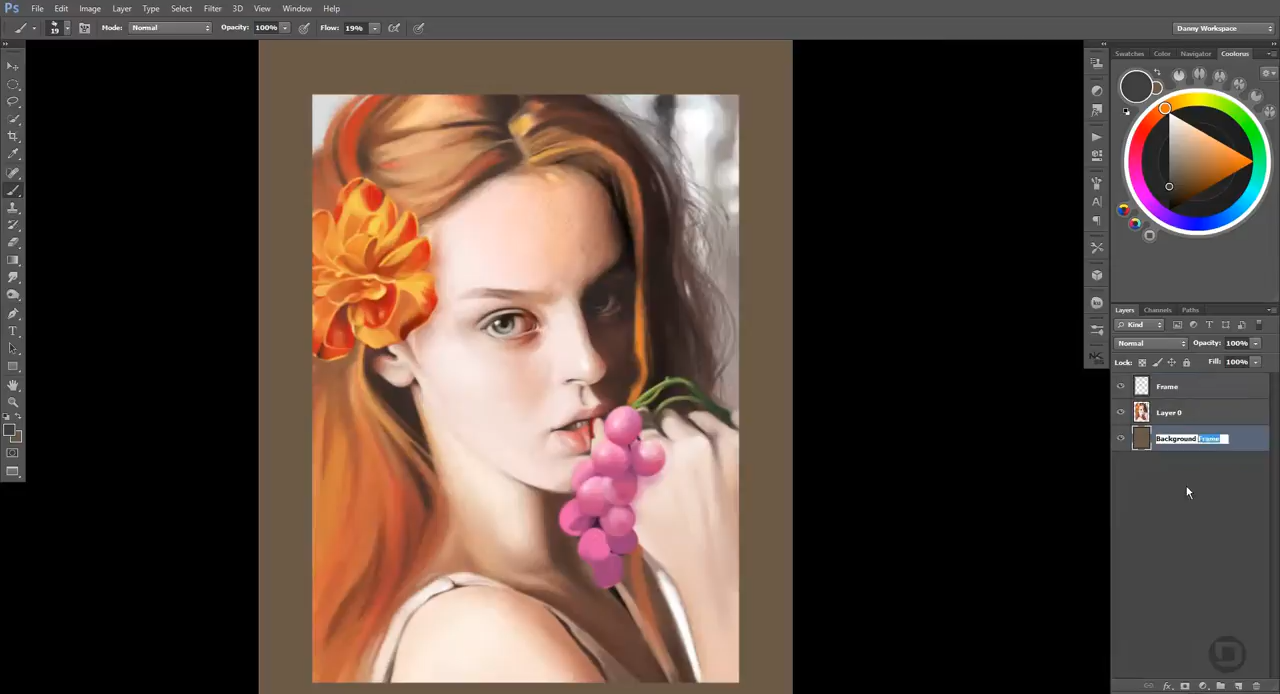 Ps File Edit Image Layer Type Select Filter 3D View Window Help
19 Mode: Normal Opacity: 100% Flow: 19% Danny Workspace
Swatches Color Navigator Coolorus
Layers Channels Paths
Kind
Normal Opacity: 100%
Lock: Fill: 100%
Frame
Layer 0
Background Frame